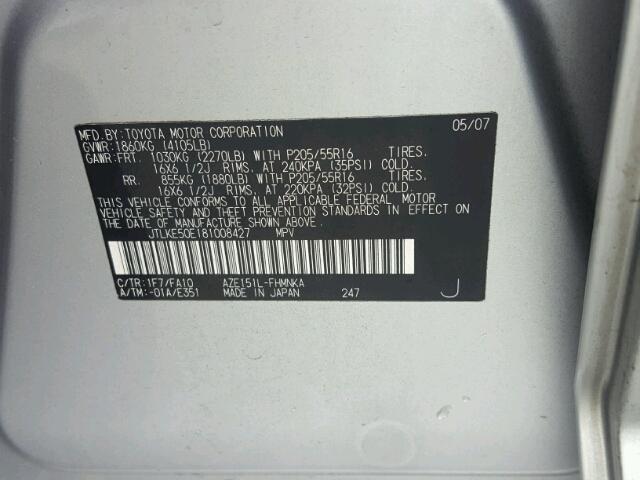 MFD.BY:TOYOTA MOTOR CORPORATION 05/07
GVWR:1860KG (4105LB)
GAWR:FRT. 1030KG (2270LB) WITH P205/55R16 TIRES.
16X6 1/2J RIMS. AT 240KPA (35PSI) COLD.
RR. 855KG (1880LB) WITH P205/55R16 TIRES.
16X6 1/2J RIMS. AT 220KPA (32PSI) COLD.
THIS VEHICLE CONFORMS TO ALL APPLICABLE FEDERAL MOTOR
VEHICLE SAFETY AND THEFT PREVENTION STANDARDS IN EFFECT ON
THE DATE OF MANUFACTURE SHOWN ABOVE.
JTLKE50E181008427 MPV
C/TR:1F7/FA10 AZE151L-FHMNKA
A/TM:-01A/E351 MADE IN JAPAN 247 J